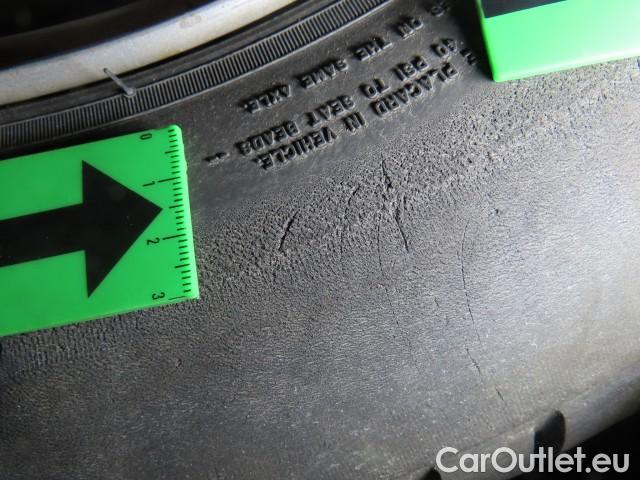 PLACARD IN VEHICLE.
40 PSI TO SEAT BEADS --
ON THE SAME AXLE.
0
1
2
3
CarOutlet.eu